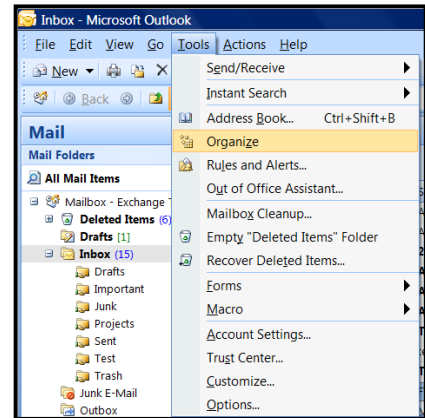 Inbox - Microsoft Outlook
File Edit View Go Tools Actions Help
New
Back
Send/Receive
Instant Search
Address Book... Ctrl+Shift+B
Organize
Rules and Alerts...
Out of Office Assistant...
Mailbox Cleanup...
Empty "Deleted Items" Folder
Recover Deleted Items...
Forms
Macro
Account Settings...
Trust Center...
Customize...
Options...
Mail
Mail Folders
All Mail Items
Mailbox - Exchange
Deleted Items (6)
Drafts [1]
Inbox (15)
Drafts
Important
Junk
Projects
Sent
Test
Trash
Junk E-Mail
Outbox